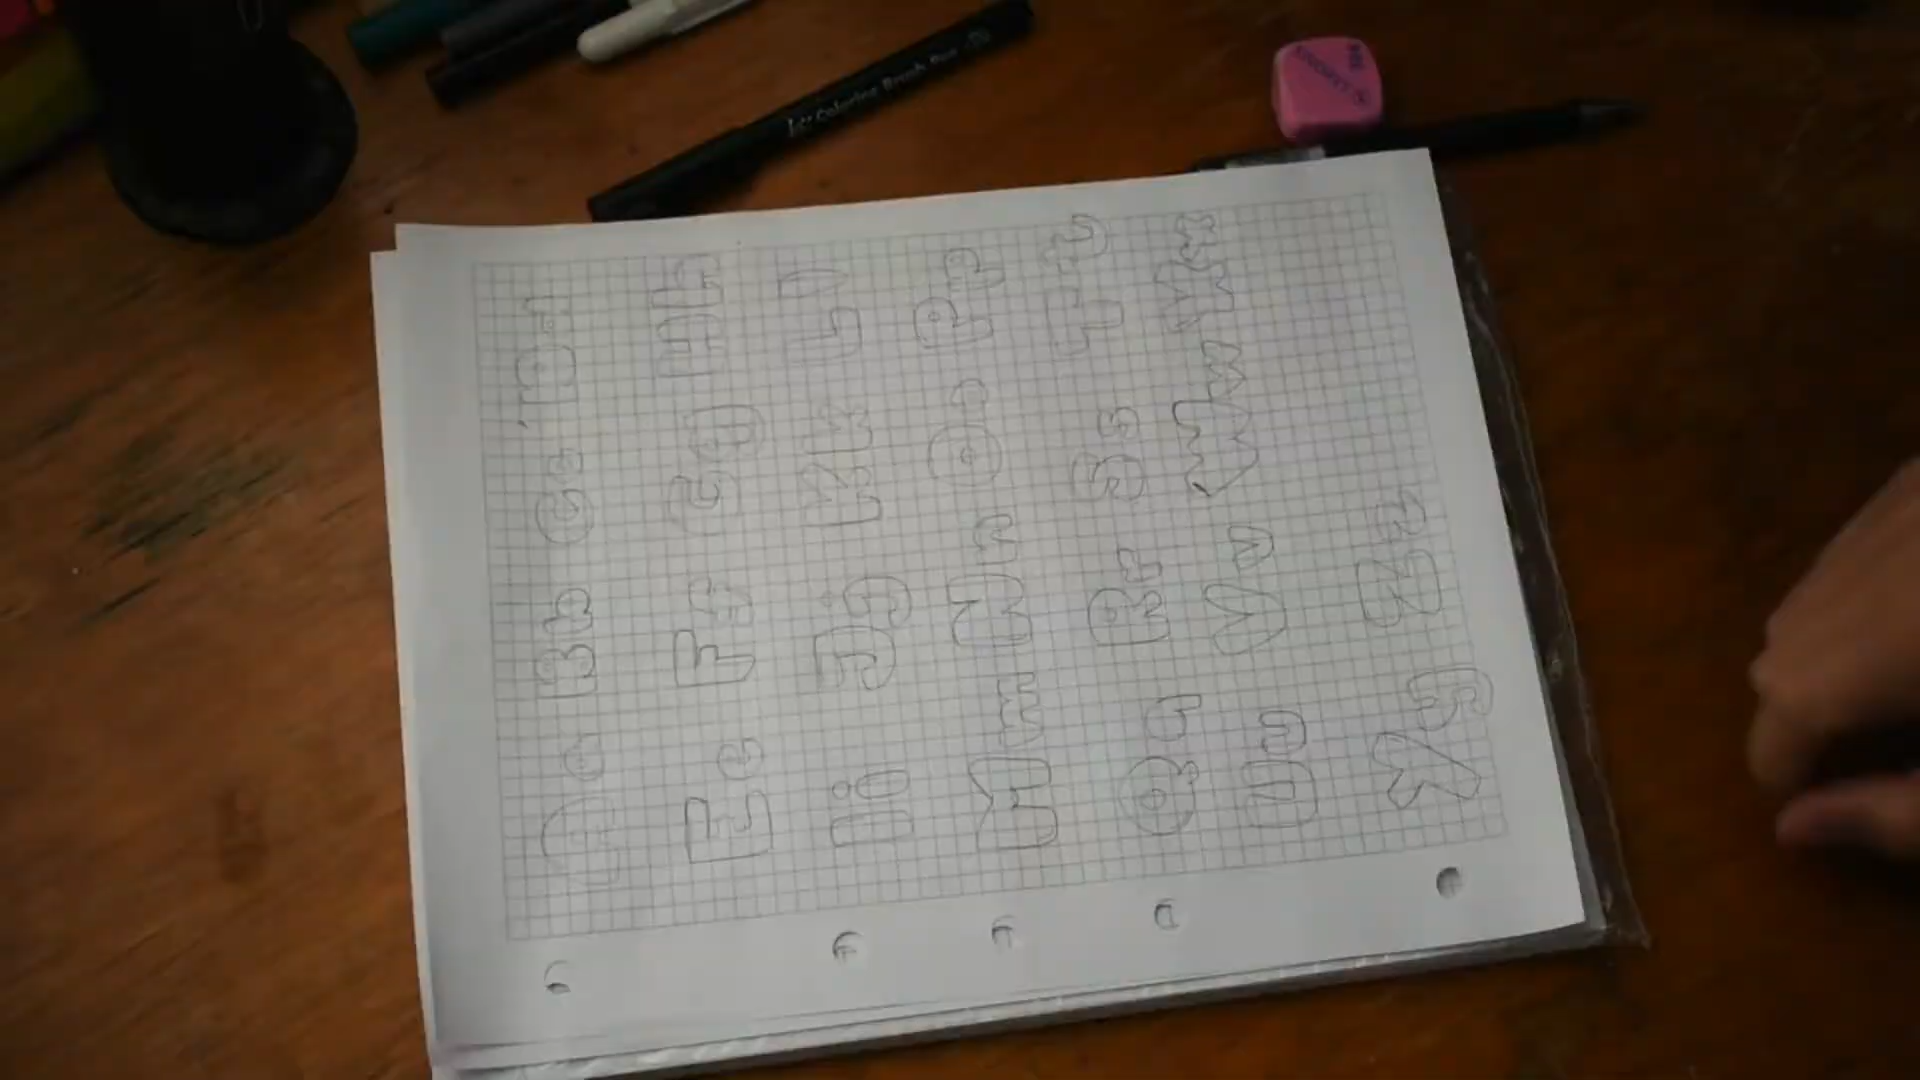 Aa Bb Cc Dd
Ee Ff Gg Hh
Ii Jj Kk Ll
Mm Nn Oo Pp
Qq Rr Ss Tt
Uu Vv Ww Xx
Yy Zz
Coloring Brush Pen